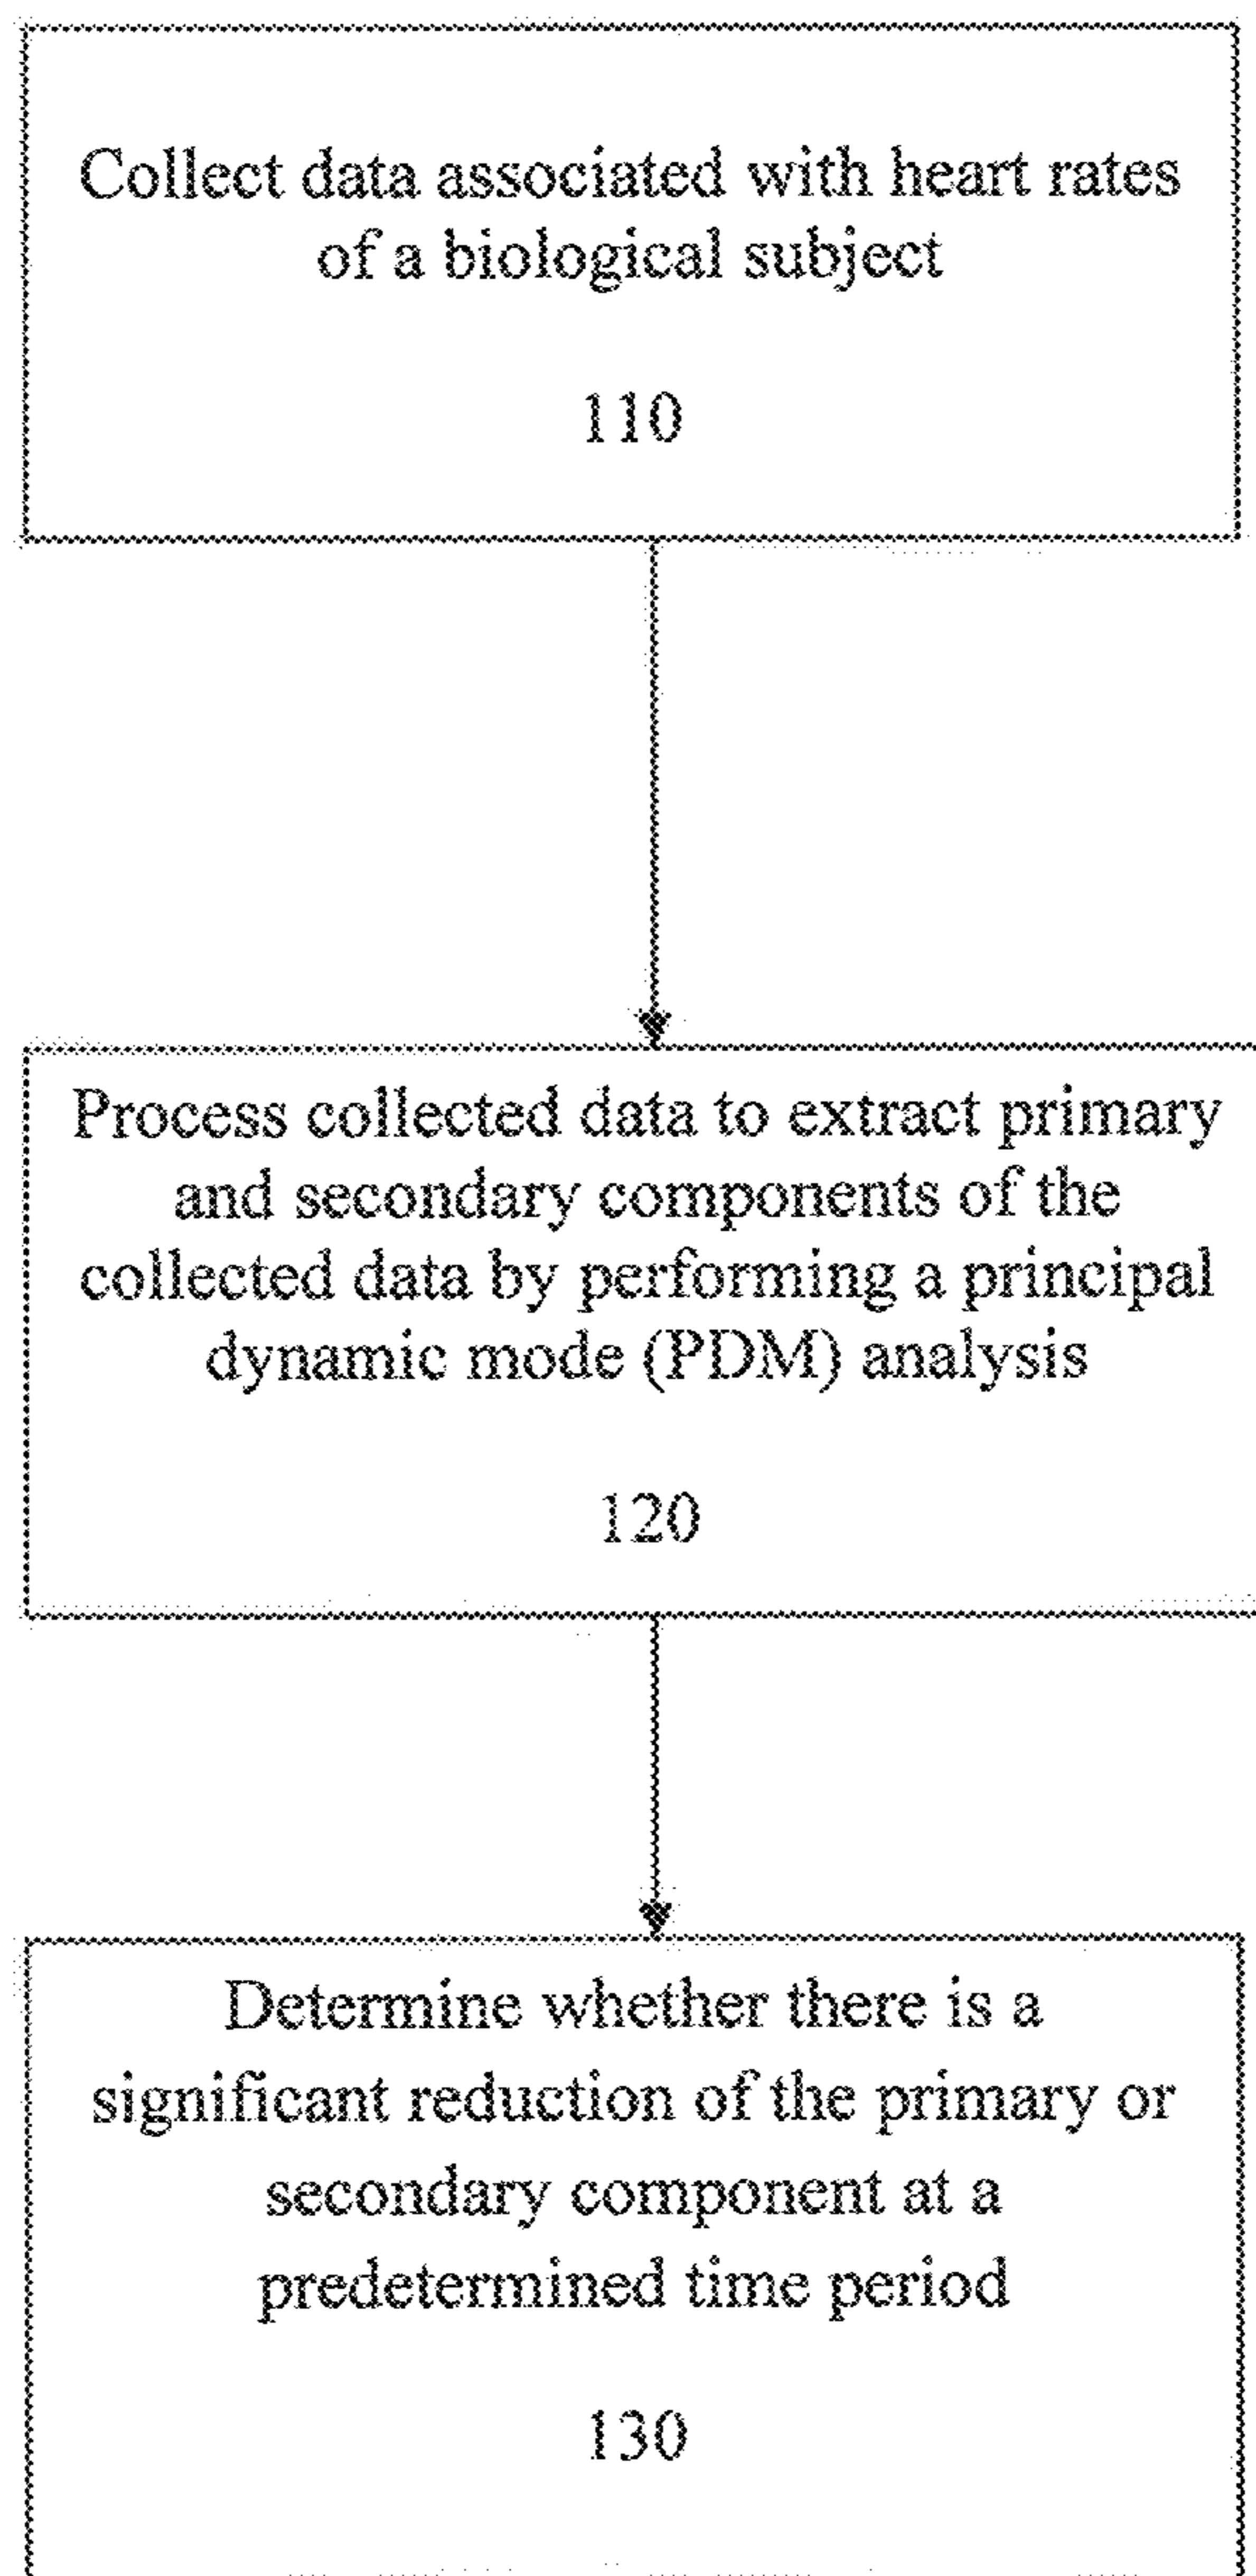 Collect data associated with heart rates
of a biological subject
110
Process collected data to extract primary
and secondary components of the
collected data by performing a principal
dynamic mode (PDM) analysis
120
Determine whether there is a
significant reduction of the primary or
secondary component at a
predetermined time period
130